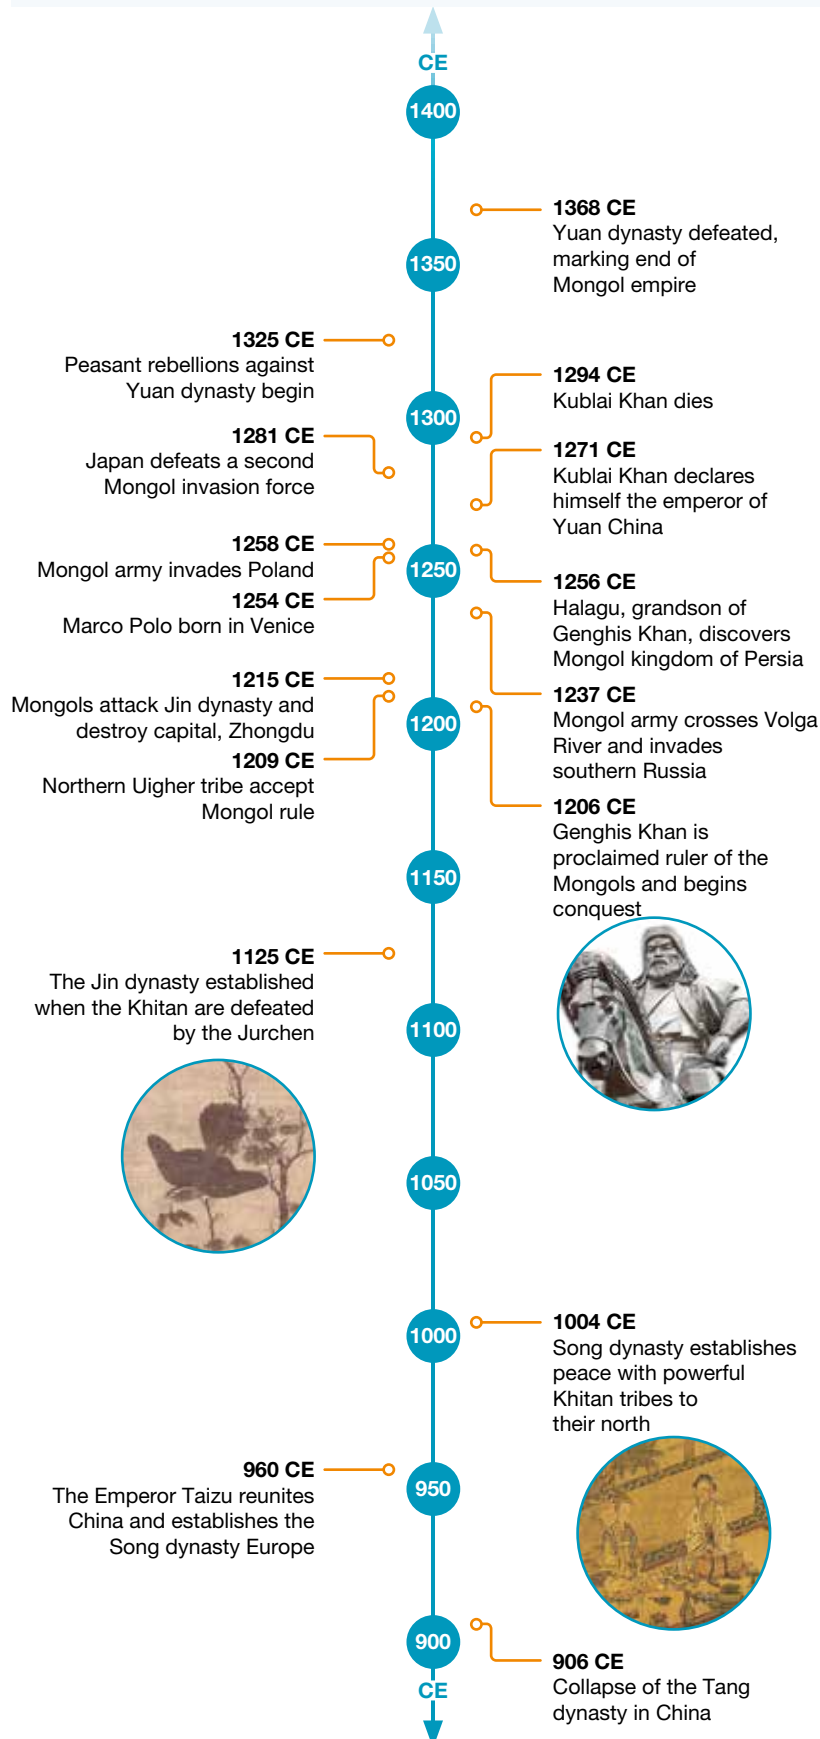 CE
1400
1368 CE
Yuan dynasty defeated,
marking end of
Mongol empire
1350
1325 CE
Peasant rebellions against
Yuan dynasty begin
1294 CE
Kublai Khan dies
1300
1281 CE
Japan defeats a second
Mongol invasion force
1271 CE
Kublai Khan declares
himself the emperor of
Yuan China
1258 CE
Mongol army invades Poland
1250
1254 CE
Marco Polo born in Venice
1256 CE
Halagu, grandson of
Genghis Khan, discovers
Mongol kingdom of Persia
1215 CE
Mongols attack Jin dynasty and
destroy capital, Zhongdu
1237 CE
Mongol army crosses Volga
River and invades
southern Russia
1200
1209 CE
Northern Uigher tribe accept
Mongol rule
1206 CE
Genghis Khan is
proclaimed ruler of the
Mongols and begins
conquest
1150
1125 CE
The Jin dynasty established
when the Khitan are defeated
by the Jurchen
1100
1050
1000
1004 CE
Song dynasty establishes
peace with powerful
Khitan tribes to
their north
960 CE
The Emperor Taizu reunites
China and establishes the
Song dynasty Europe
950
900
906 CE
Collapse of the Tang
dynasty in China
CE